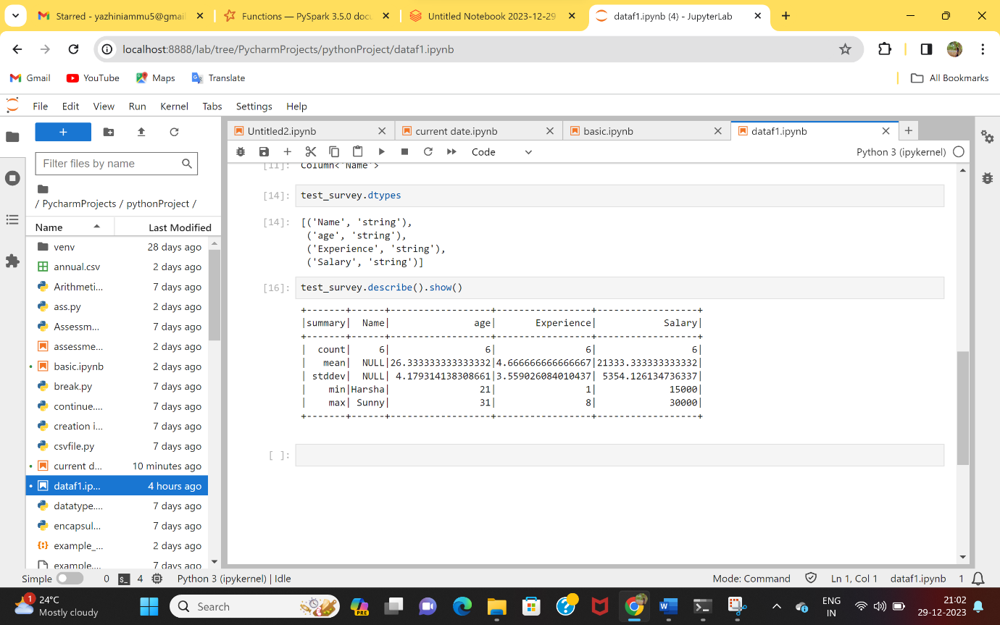 Starred - yazhiniammu5@gmai
Functions — PySpark 3.5.0 docu
Untitled Notebook 2023-12-29
dataf1.ipynb (4) - JupyterLab
localhost:8888/lab/tree/PycharmProjects/pythonProject/dataf1.ipynb
Gmail YouTube Maps Translate All Bookmarks
File Edit View Run Kernel Tabs Settings Help
Untitled2.ipynb current date.ipynb basic.ipynb dataf1.ipynb
Code Python 3 (ipykernel)
Filter files by name
/ PycharmProjects / pythonProject /
Name Last Modified
venv 28 days ago
annual.csv 2 days ago
Arithmeti... 7 days ago
ass.py 2 days ago
Assessm... 7 days ago
assessme... 2 days ago
basic.ipynb 2 days ago
break.py 7 days ago
continue.... 7 days ago
creation i... 7 days ago
csvfile.py 7 days ago
current d... 10 minutes ago
dataf1.ip... 4 hours ago
datatype.... 7 days ago
encapsul... 7 days ago
example_... 2 days ago
example.... 7 days ago
[11]: Column<'Name'>
[14]: test_survey.dtypes
[14]: [('Name', 'string'),
('age', 'string'),
('Experience', 'string'),
('Salary', 'string')]
[16]: test_survey.describe().show()
+-------+------+------------------+-----------------+------------------+
|summary|  Name|               age|       Experience|            Salary|
+-------+------+------------------+-----------------+------------------+
|  count|     6|                 6|                6|                 6|
|   mean|  NULL|26.333333333333332|4.666666666666667|21333.333333333332|
| stddev|  NULL| 4.179314138308661|3.559026084010437| 5354.126134736337|
|    min|Harsha|                21|                1|             15000|
|    max| Sunny|                31|                8|             30000|
+-------+------+------------------+-----------------+------------------+
[ ]:
Simple 0 4 Python 3 (ipykernel) | Idle Mode: Command Ln 1, Col 1 dataf1.ipynb 1
1
24°C
Mostly cloudy
Search
PRE
ENG
IN
21:02
29-12-2023